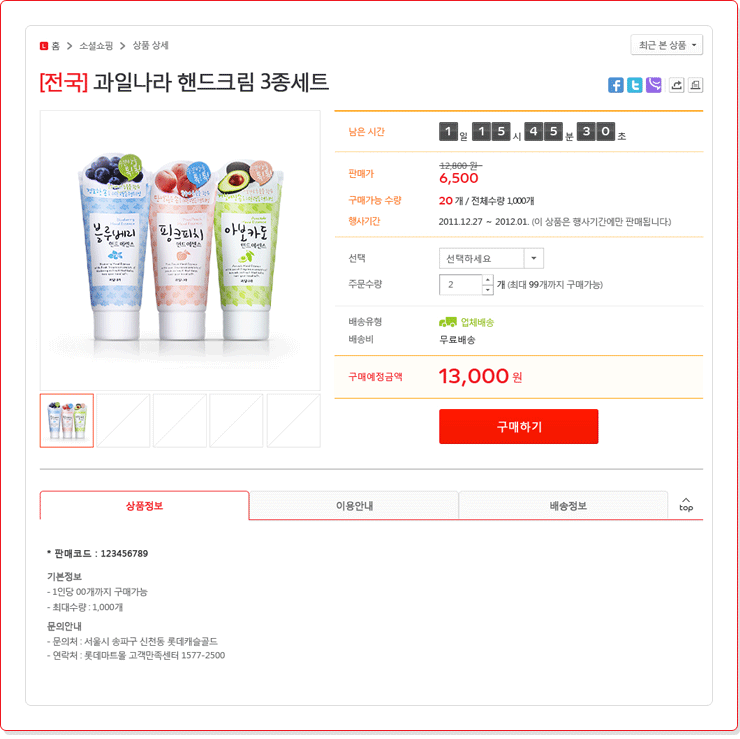 L 홈 > 소셜쇼핑 > 상품 상세
최근 본 상품
[전국] 과일나라 핸드크림 3종세트
남은 시간
1 일 1 5 시 4 5 분 3 0 초
판매가
12,800 원
6,500
구매가능 수량
20 개 / 전체수량 1,000개
행사기간
2011.12.27 ~ 2012.01. (이 상품은 행사기간에만 판매됩니다)
선택
선택하세요
주문수량
2 개 (최대 99개까지 구매가능)
배송유형
업체배송
배송비
무료배송
구매예정금액
13,000 원
구매하기
블루베리
핸드에센스
핑크피치
핸드에센스
아보카도
핸드에센스
상품정보
이용안내
배송정보
top
* 판매코드 : 123456789
기본정보
- 1인당 00개까지 구매가능
- 최대수량 : 1,000개
문의안내
- 문의처 : 서울시 송파구 신천동 롯데캐슬골드
- 연락처 : 롯데마트몰 고객만족센터 1577-2500